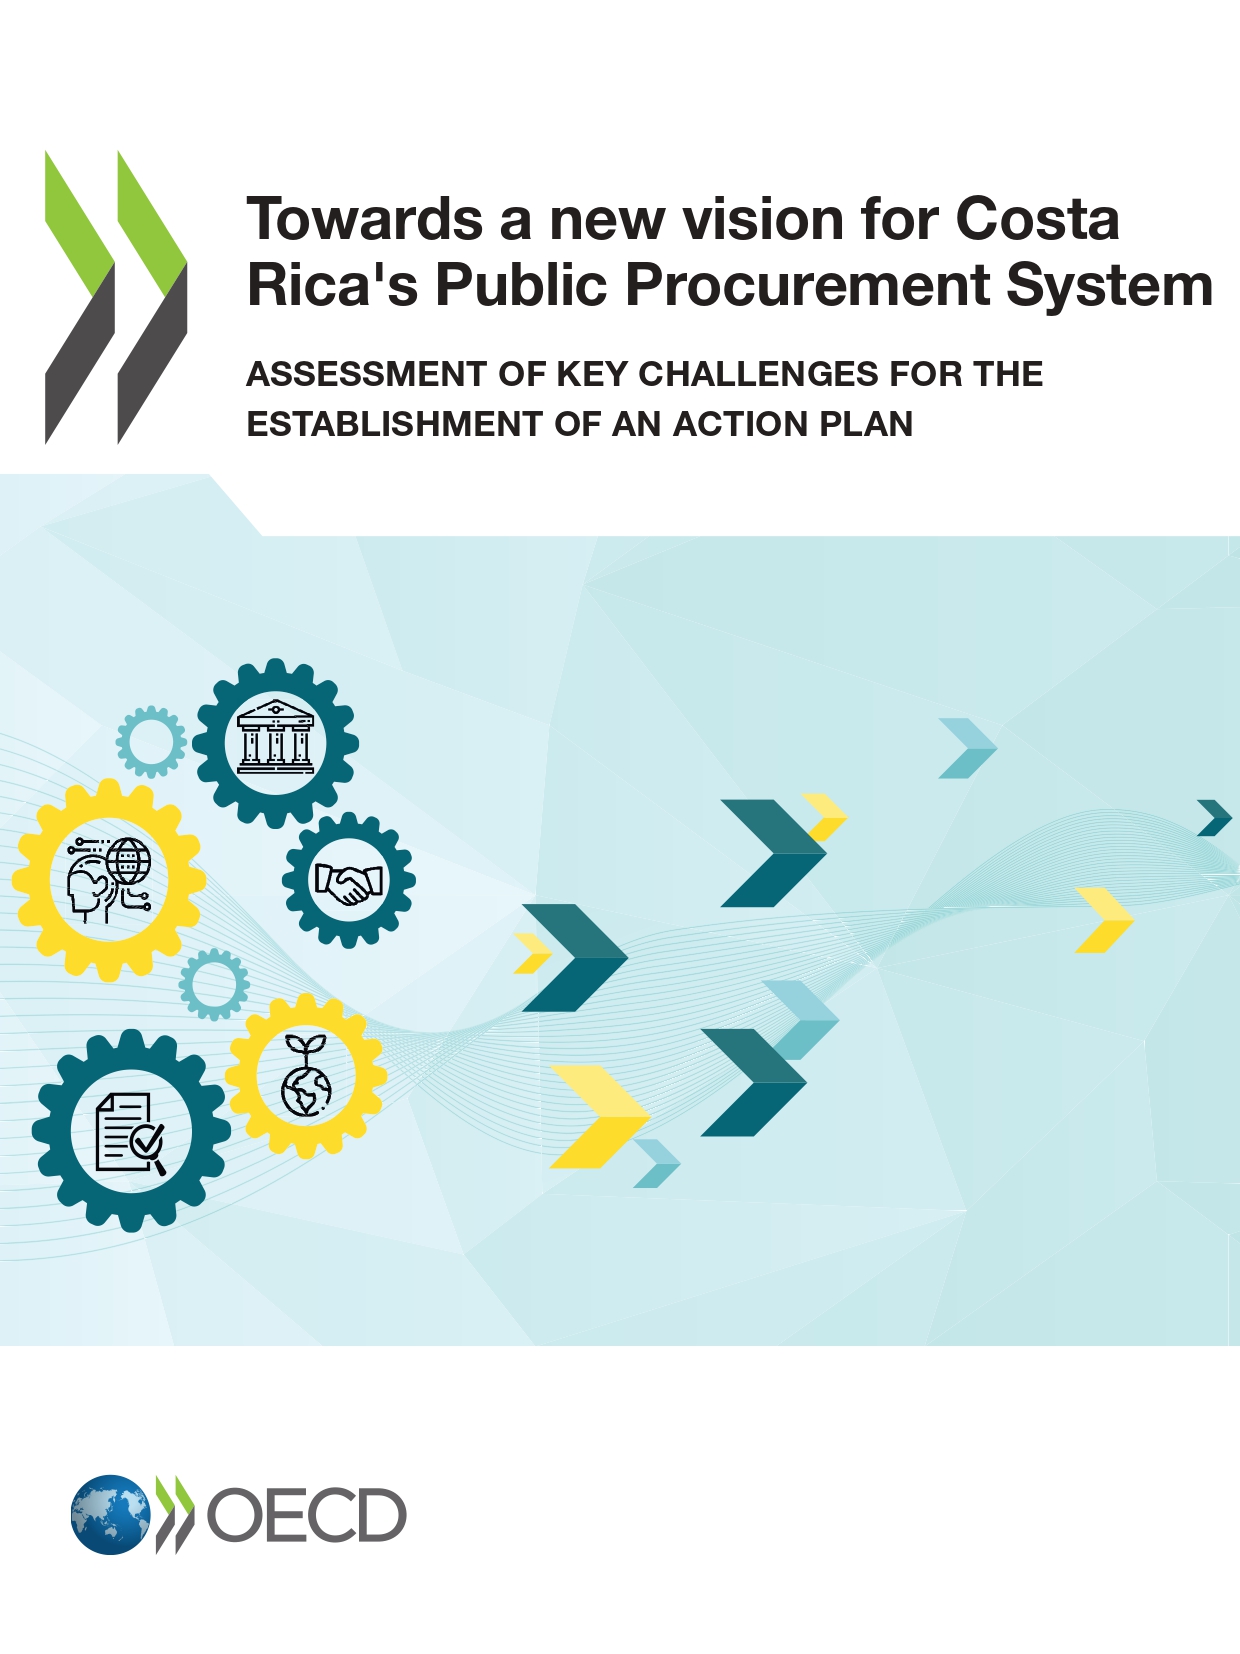 Towards a new vision for Costa
Rica's Public Procurement System
ASSESSMENT OF KEY CHALLENGES FOR THE
ESTABLISHMENT OF AN ACTION PLAN
OECD